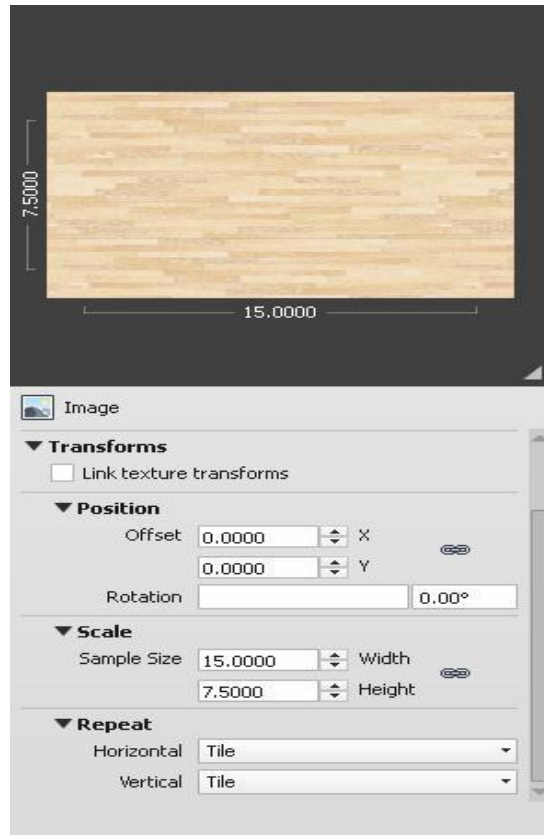 7.5000
15.0000
Image
Transforms
Link texture transforms
Position
Offset 0.0000 X
0.0000 Y
Rotation 0.00°
Scale
Sample Size 15.0000 Width
7.5000 Height
Repeat
Horizontal Tile
Vertical Tile